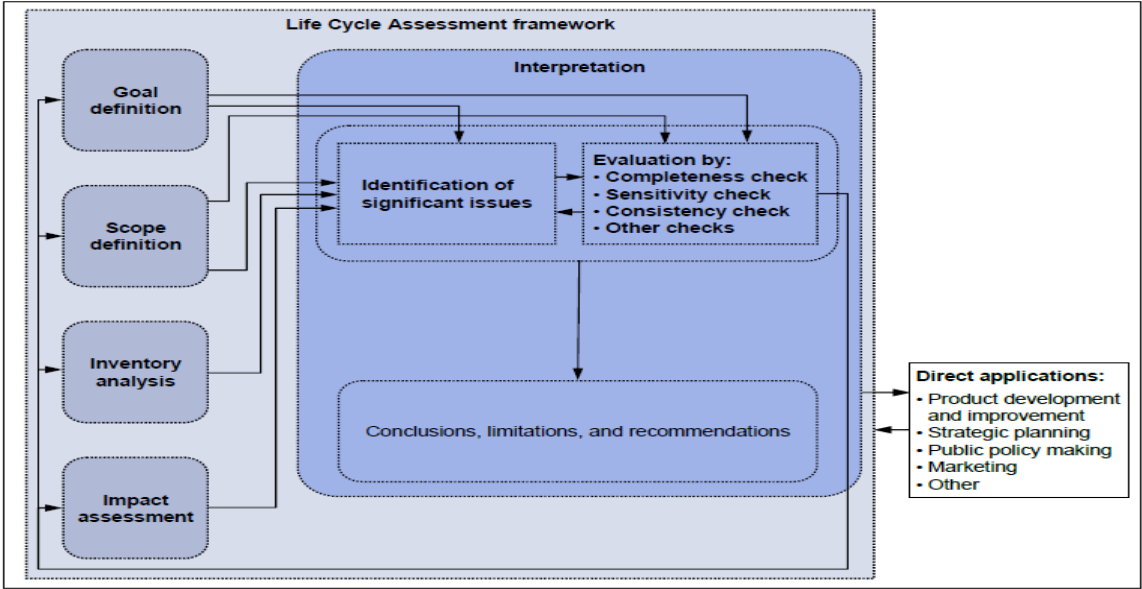 Life Cycle Assessment framework
Interpretation
Goal
definition
Scope
definition
Inventory
analysis
Impact
assessment
Identification of
significant issues
Evaluation by:
• Completeness check
• Sensitivity check
• Consistency check
• Other checks
Conclusions, limitations, and recommendations
Direct applications:
• Product development
and improvement
• Strategic planning
• Public policy making
• Marketing
• Other